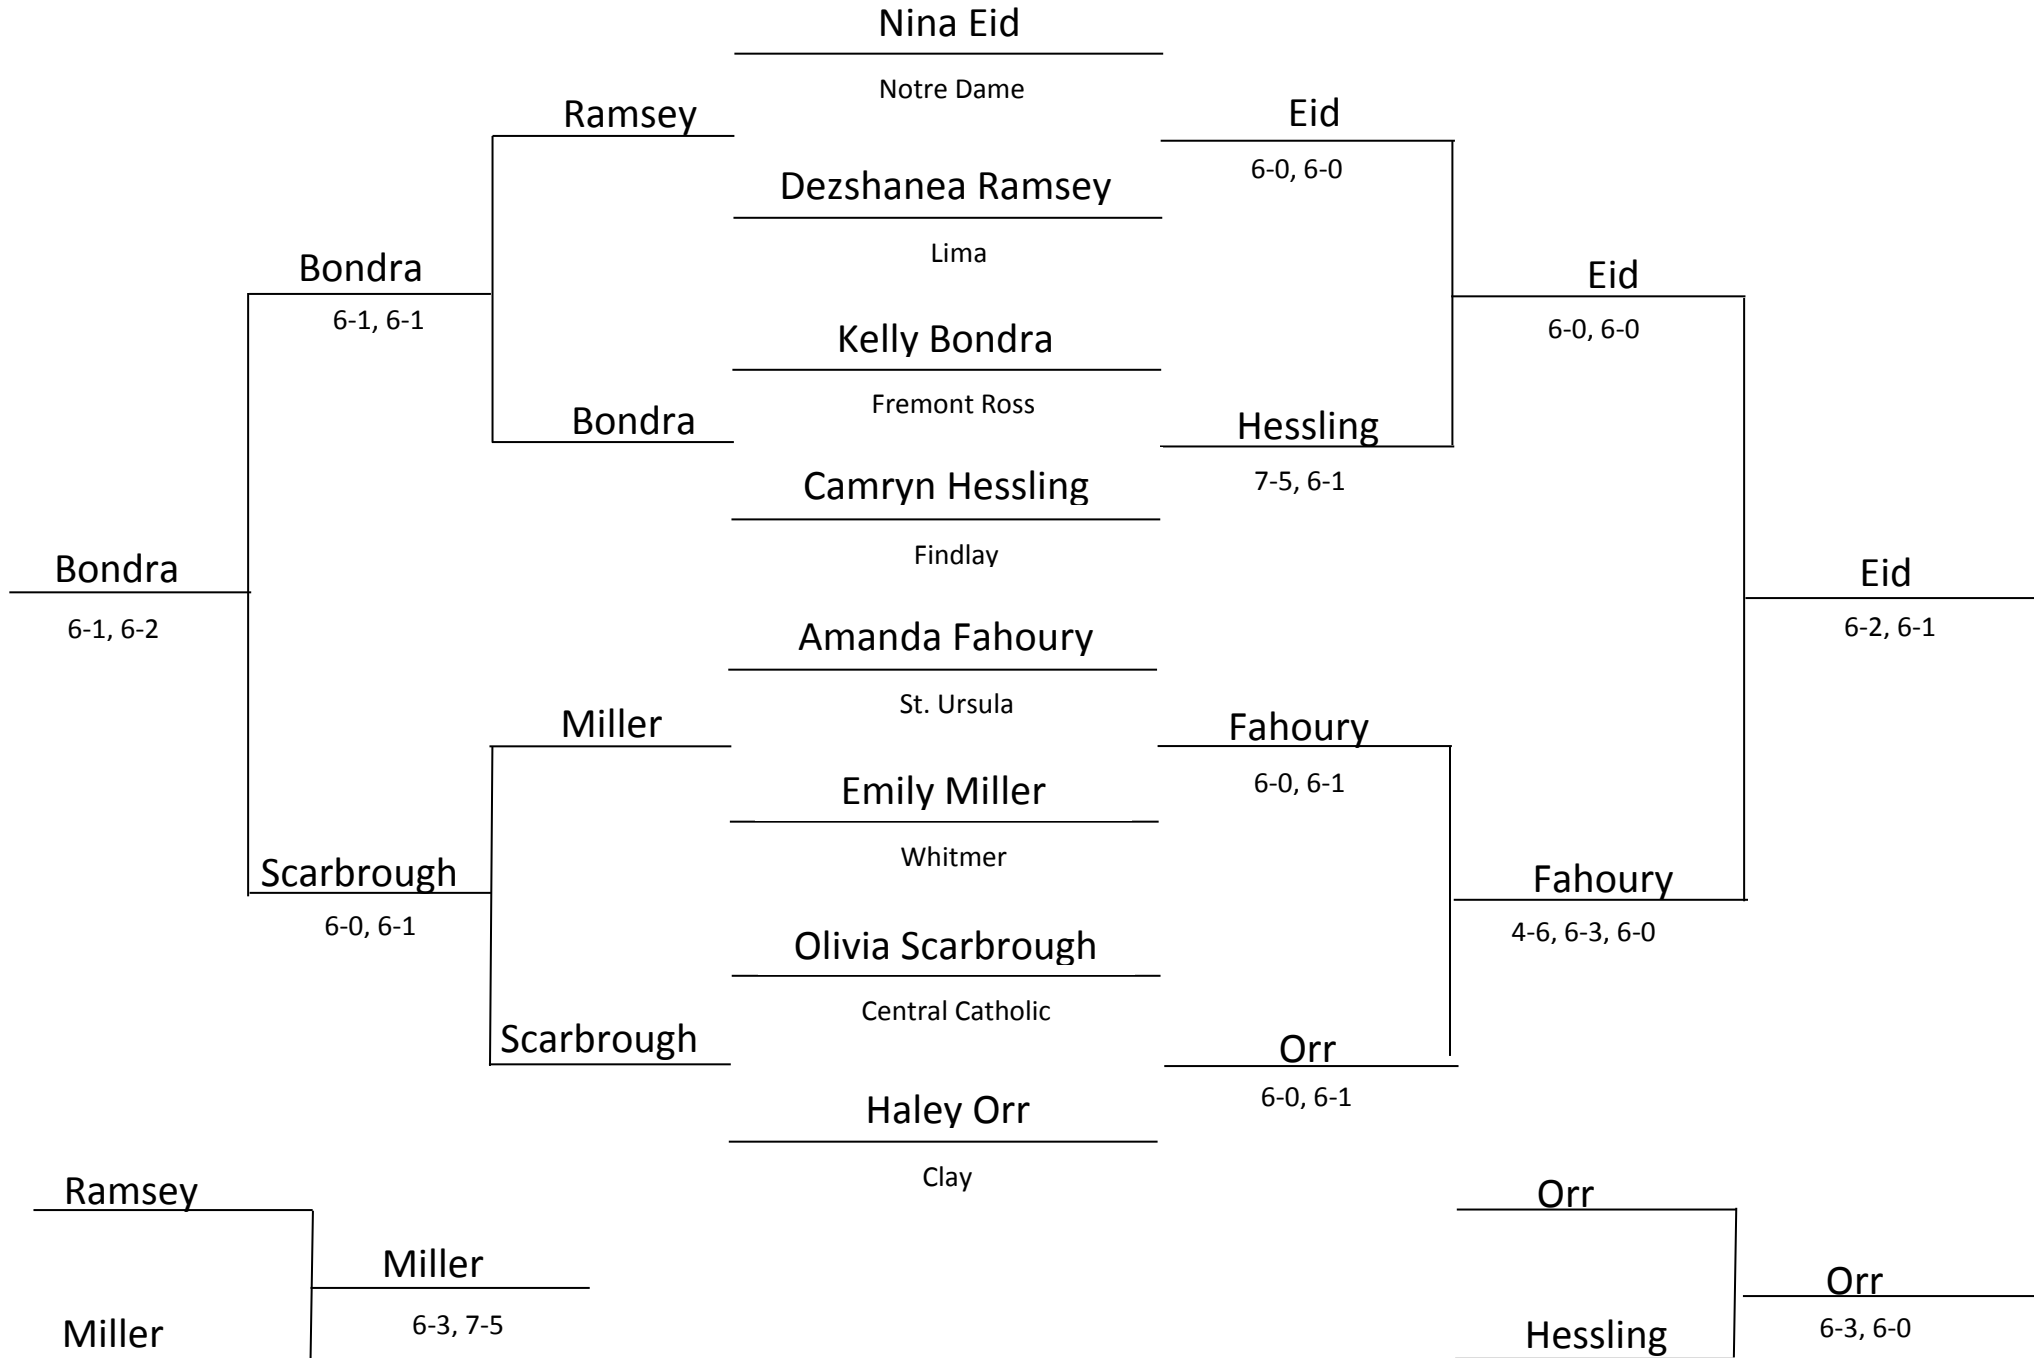 Nina Eid
Notre Dame
Ramsey
Eid
6-0, 6-0
Dezshanea Ramsey
Lima
Bondra
6-1, 6-1
Eid
6-0, 6-0
Kelly Bondra
Fremont Ross
Bondra
Hessling
7-5, 6-1
Camryn Hessling
Findlay
Bondra
6-1, 6-2
Eid
6-2, 6-1
Amanda Fahoury
St. Ursula
Miller
Fahoury
6-0, 6-1
Emily Miller
Whitmer
Scarbrough
6-0, 6-1
Fahoury
4-6, 6-3, 6-0
Olivia Scarbrough
Central Catholic
Scarbrough
Orr
6-0, 6-1
Haley Orr
Clay
Ramsey
Miller
6-3, 7-5
Miller
Orr
Orr
6-3, 6-0
Hessling